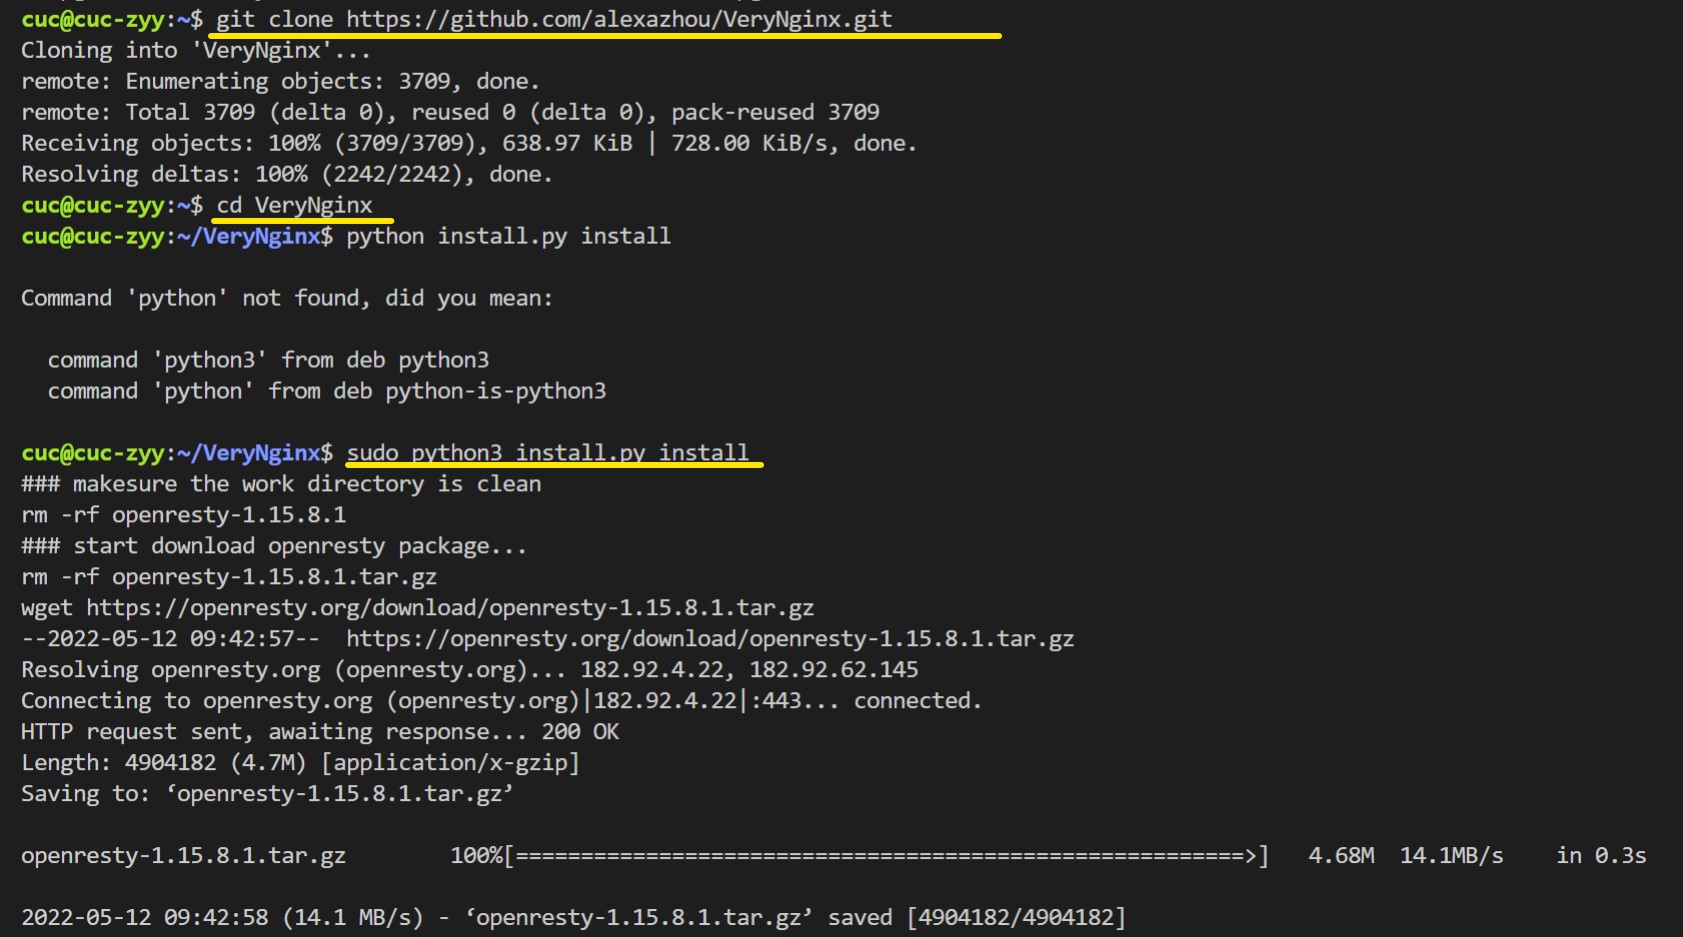 cuc@cuc-zyy:~$ git clone https://github.com/alexazhou/VeryNginx.git
Cloning into 'VeryNginx'...
remote: Enumerating objects: 3709, done.
remote: Total 3709 (delta 0), reused 0 (delta 0), pack-reused 3709
Receiving objects: 100% (3709/3709), 638.97 KiB | 728.00 KiB/s, done.
Resolving deltas: 100% (2242/2242), done.
cuc@cuc-zyy:~$ cd VeryNginx
cuc@cuc-zyy:~/VeryNginx$ python install.py install
Command 'python' not found, did you mean:
command 'python3' from deb python3
command 'python' from deb python-is-python3
cuc@cuc-zyy:~/VeryNginx$ sudo python3 install.py install
### makesure the work directory is clean
rm -rf openresty-1.15.8.1
### start download openresty package...
rm -rf openresty-1.15.8.1.tar.gz
wget https://openresty.org/download/openresty-1.15.8.1.tar.gz
--2022-05-12 09:42:57--  https://openresty.org/download/openresty-1.15.8.1.tar.gz
Resolving openresty.org (openresty.org)... 182.92.4.22, 182.92.62.145
Connecting to openresty.org (openresty.org)|182.92.4.22|:443... connected.
HTTP request sent, awaiting response... 200 OK
Length: 4904182 (4.7M) [application/x-gzip]
Saving to: ‘openresty-1.15.8.1.tar.gz’
openresty-1.15.8.1.tar.gz        100%[========================================================>]   4.68M  14.1MB/s    in 0.3s
2022-05-12 09:42:58 (14.1 MB/s) - ‘openresty-1.15.8.1.tar.gz’ saved [4904182/4904182]